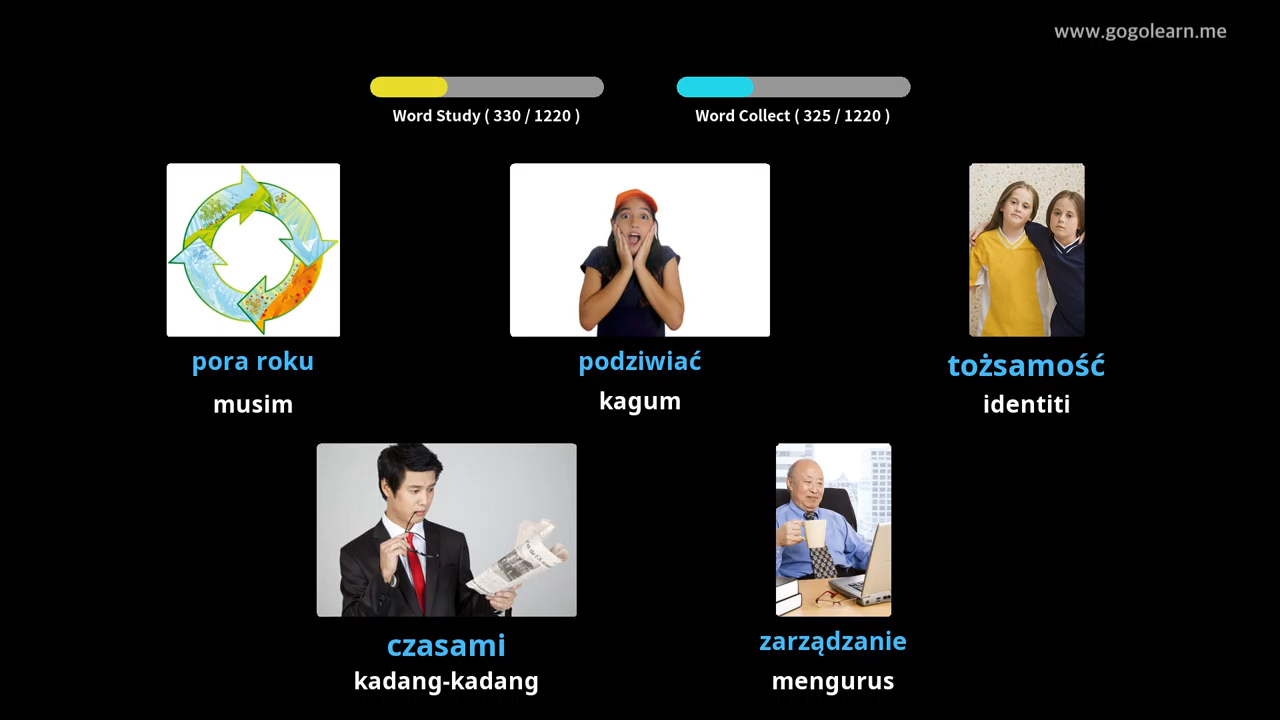 www.gogolearn.me
Word Study ( 330 / 1220 )
Word Collect ( 325 / 1220 )
pora roku
musim
podziwiać
kagum
tożsamość
identiti
czasami
kadang-kadang
zarządzanie
mengurus